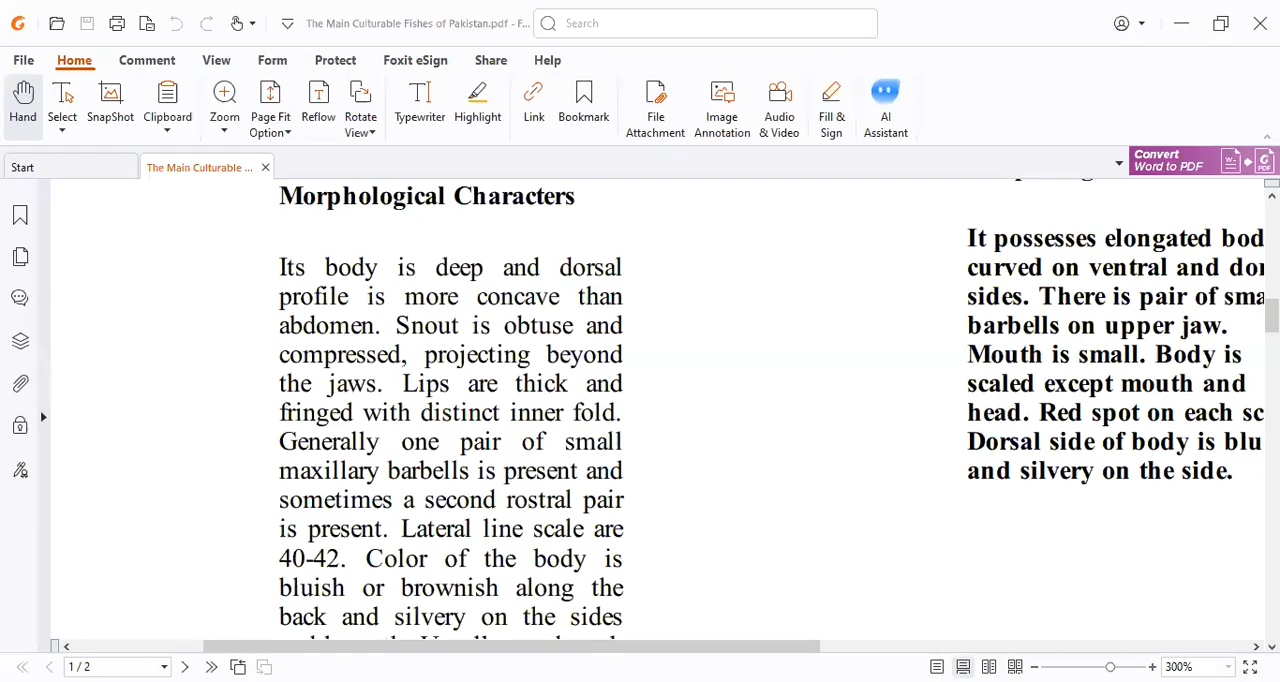 The Main Culturable Fishes of Pakistan.pdf - F...
Search
File Home Comment View Form Protect Foxit eSign Share Help
Hand
Select
SnapShot
Clipboard
Zoom
Page Fit Option
Reflow
Rotate View
Typewriter
Highlight
Link
Bookmark
File Attachment
Image Annotation
Audio & Video
Fill & Sign
AI Assistant
Start
The Main Culturable ...
Convert
Word to PDF
Morphological Characters
Its body is deep and dorsal
profile is more concave than
abdomen. Snout is obtuse and
compressed, projecting beyond
the jaws. Lips are thick and
fringed with distinct inner fold.
Generally one pair of small
maxillary barbells is present and
sometimes a second rostral pair
is present. Lateral line scale are
40-42. Color of the body is
bluish or brownish along the
back and silvery on the sides
It possesses elongated bod
curved on ventral and do
sides. There is pair of sma
barbells on upper jaw.
Mouth is small. Body is
scaled except mouth and
head. Red spot on each sc
Dorsal side of body is blu
and silvery on the side.
1 / 2
300%